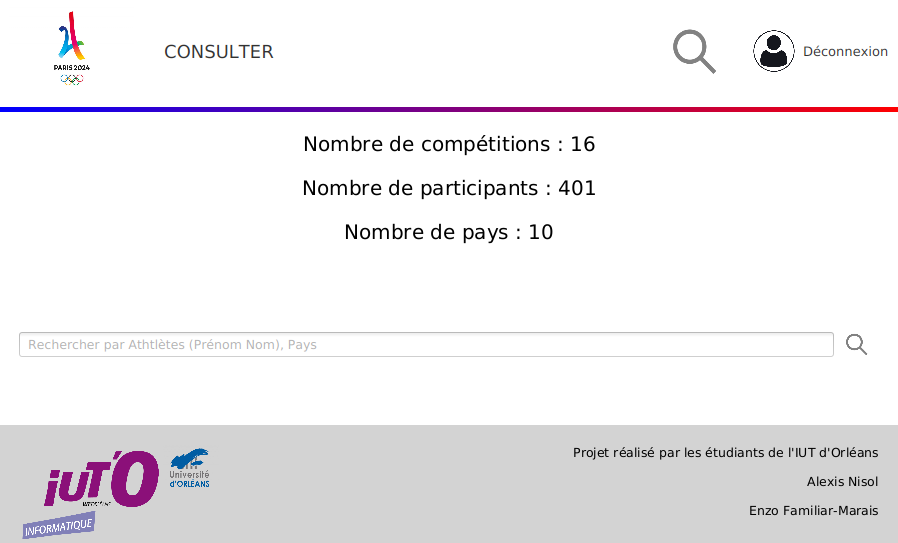 PARIS 2024
CONSULTER
Déconnexion
Nombre de compétitions : 16
Nombre de participants : 401
Nombre de pays : 10
Rechercher par Athtlètes (Prénom Nom), Pays
iUT'O
INFORMATIQUE
Université
d'ORLÉANS
Projet réalisé par les étudiants de l'IUT d'Orléans
Alexis Nisol
Enzo Familiar-Marais